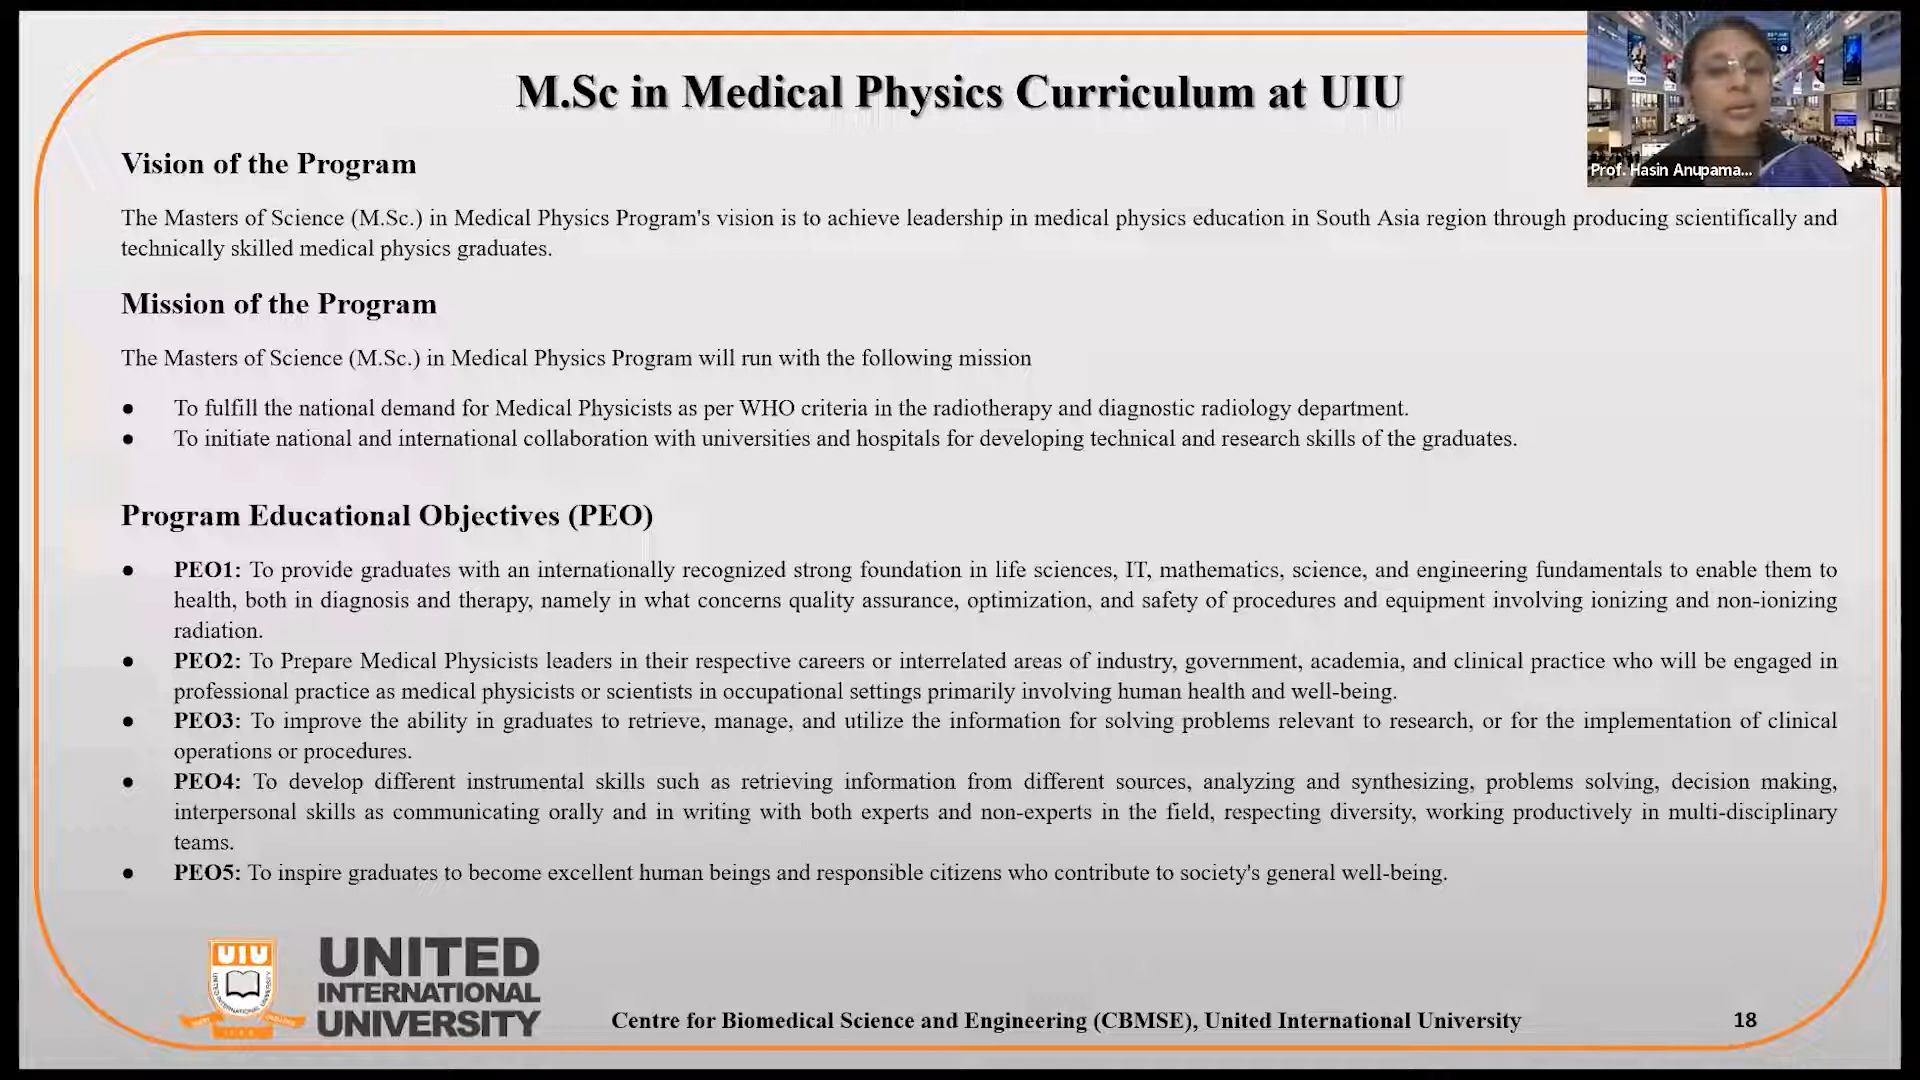 M.Sc in Medical Physics Curriculum at UIU
Prof. Hasin Anupama...
Vision of the Program
The Masters of Science (M.Sc.) in Medical Physics Program's vision is to achieve leadership in medical physics education in South Asia region through producing scientifically and
technically skilled medical physics graduates.
Mission of the Program
The Masters of Science (M.Sc.) in Medical Physics Program will run with the following mission
● To fulfill the national demand for Medical Physicists as per WHO criteria in the radiotherapy and diagnostic radiology department.
● To initiate national and international collaboration with universities and hospitals for developing technical and research skills of the graduates.
Program Educational Objectives (PEO)
● PEO1: To provide graduates with an internationally recognized strong foundation in life sciences, IT, mathematics, science, and engineering fundamentals to enable them to
health, both in diagnosis and therapy, namely in what concerns quality assurance, optimization, and safety of procedures and equipment involving ionizing and non-ionizing
radiation.
● PEO2: To Prepare Medical Physicists leaders in their respective careers or interrelated areas of industry, government, academia, and clinical practice who will be engaged in
professional practice as medical physicists or scientists in occupational settings primarily involving human health and well-being.
● PEO3: To improve the ability in graduates to retrieve, manage, and utilize the information for solving problems relevant to research, or for the implementation of clinical
operations or procedures.
● PEO4: To develop different instrumental skills such as retrieving information from different sources, analyzing and synthesizing, problems solving, decision making,
interpersonal skills as communicating orally and in writing with both experts and non-experts in the field, respecting diversity, working productively in multi-disciplinary
teams.
● PEO5: To inspire graduates to become excellent human beings and responsible citizens who contribute to society's general well-being.
UIU
UNITED
INTERNATIONAL
UNIVERSITY
Centre for Biomedical Science and Engineering (CBMSE), United International University
18